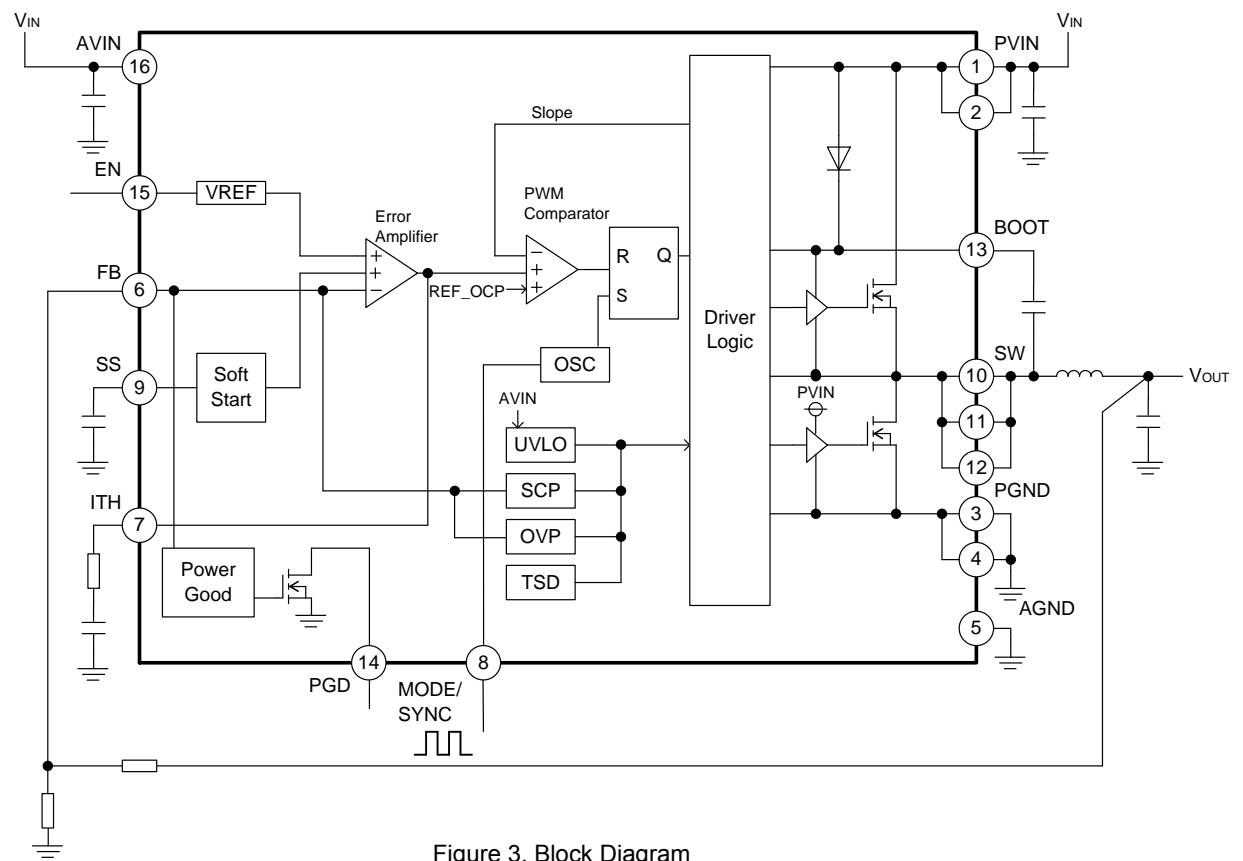 VIN
AVIN
16
PVIN
VIN
1
2
Slope
EN
15
VREF
Error
Amplifier
PWM
Comparator
BOOT
13
FB
6
+
+
−
−
+
+
REF_OCP
R
Q
S
Driver
Logic
SS
9
Soft
Start
OSC
SW
10
VOUT
AVIN
PVIN
11
UVLO
12
SCP
PGND
ITH
7
3
OVP
4
Power
Good
TSD
AGND
5
14
8
PGD
MODE/
SYNC
Figure 3. Block Diagram